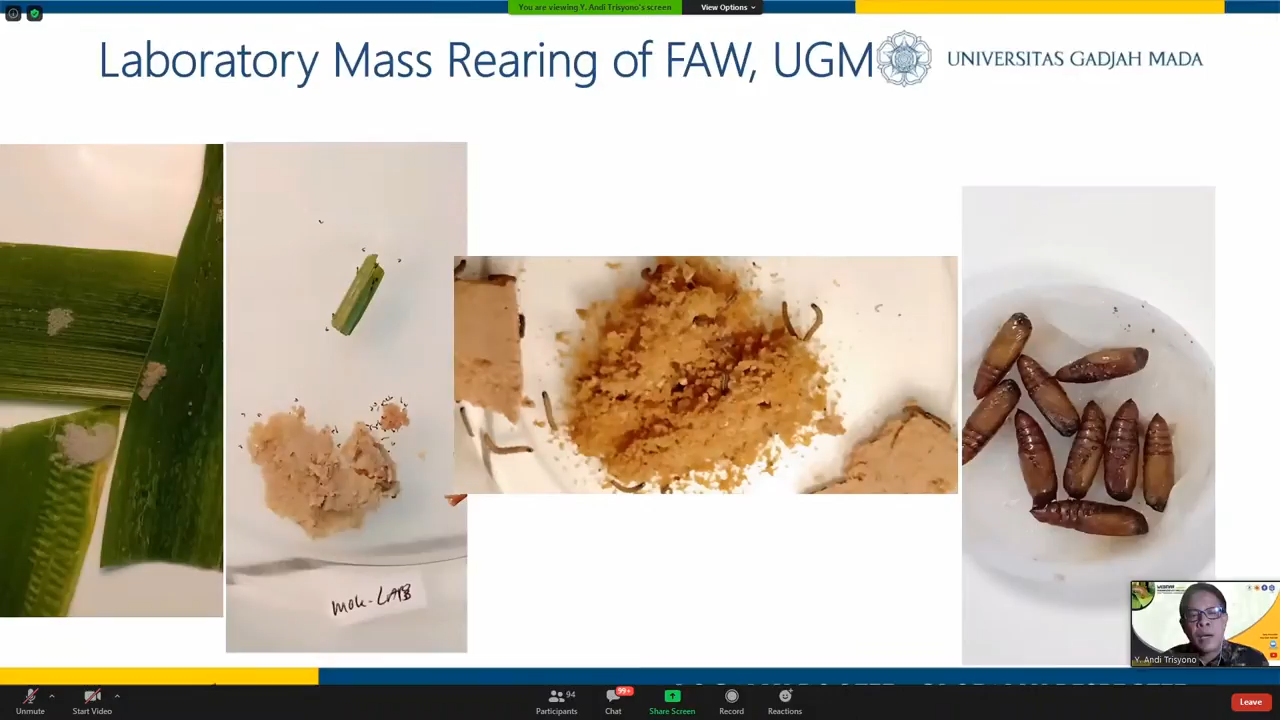 You are viewing Y. Andi Trisyono's screen
View Options
Laboratory Mass Rearing of FAW, UGM
UNIVERSITAS GADJAH MADA
WEBINAR
Y. Andi Trisyono
Unmute
Start Video
94
Participants
99+
Chat
Share Screen
Record
Reactions
Leave